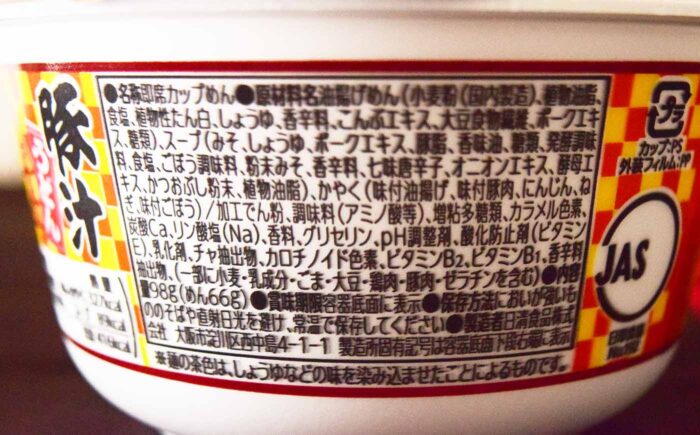 豚汁
うどん
●名称即席カップめん●原材料名油揚げめん(小麦粉(国内製造)、植物油脂、
食塩、植物性たん白、しょうゆ、香辛料、こんぶエキス、大豆食物繊維、ポークエキ
ス、糖類)、スープ(みそ、しょうゆ、ポークエキス、豚脂、香味油、糖類、発酵調味
料、食塩、ごぼう調味料、粉末みそ、香辛料、七味唐辛子、オニオンエキス、酵母エ
キス、かつおぶし粉末、植物油脂)、かやく(味付油揚げ、味付豚肉、にんじん、ね
ぎ、味付ごぼう)/加工でん粉、調味料(アミノ酸等)、増粘多糖類、カラメル色素、
炭酸Ca、リン酸塩(Na)、香料、グリセリン、pH調整剤、酸化防止剤(ビタミン
E)、乳化剤、チャ抽出物、カロチノイド色素、ビタミンB2、ビタミンB1、香辛料
抽出物、(一部に小麦・乳成分・ごま・大豆・鶏肉・豚肉・ゼラチンを含む)●内容
量98g(めん66g)●賞味期限容器底面に表示●保存方法においが強いも
ののそばや直射日光を避け、常温で保存してください●製造者日清食品株式
会社 大阪市淀川区西中島4-1-1 製造所固有記号は容器底面下段右端に表示
※麺の茶色は、しょうゆなどの味を染み込ませたことによるものです。
プラ
カップ:PS
外装フィルム:
JAS